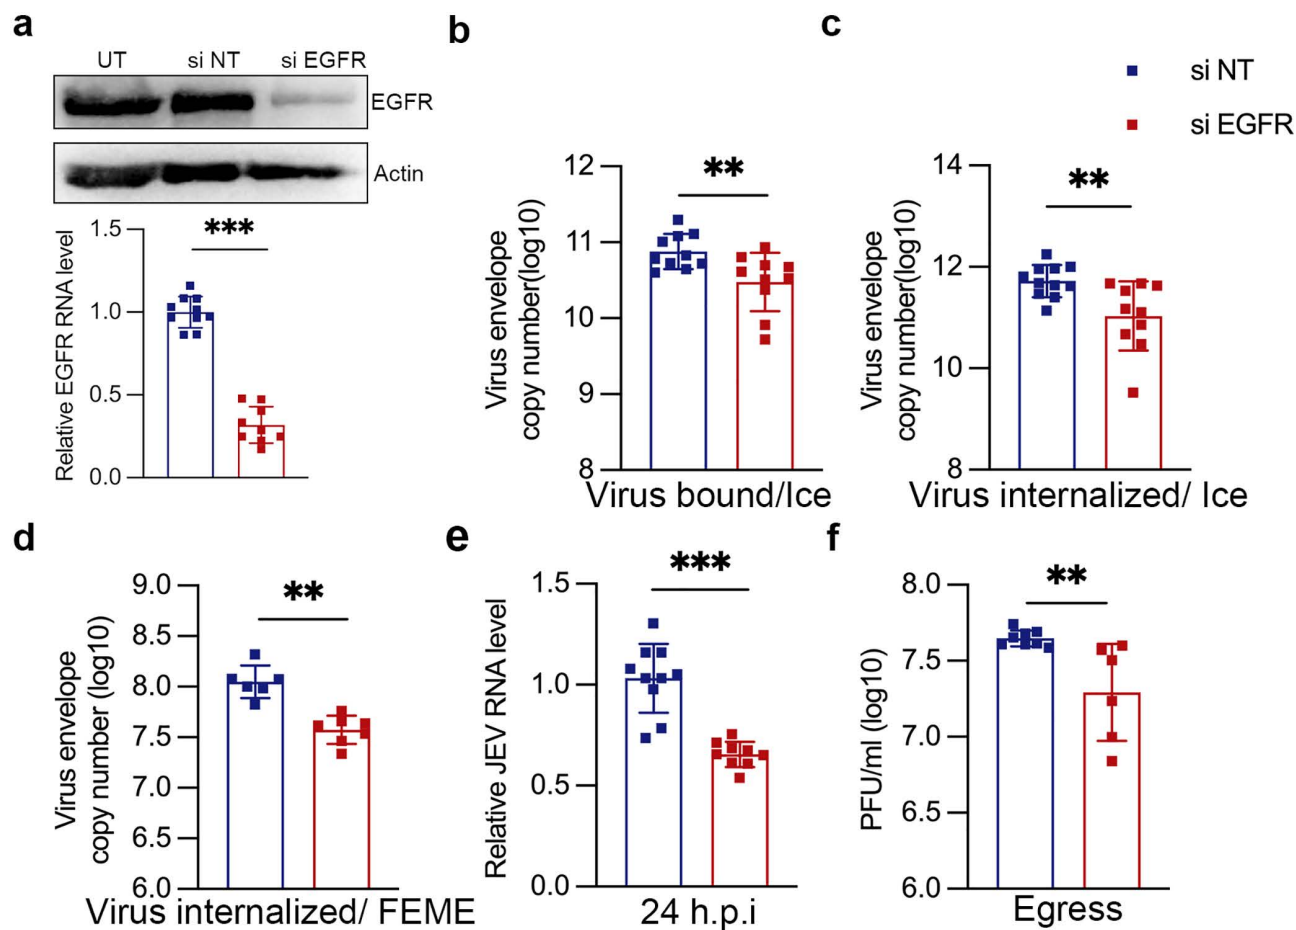 a
UT si NT si EGFR
EGFR
Actin
***
Relative EGFR RNA level
1.5
1.0
0.5
0.0
b
**
Virus envelope
copy number(log10)
12
11
10
9
8
Virus bound/Ice
c
si NT
si EGFR
**
Virus envelope
copy number(log10)
14
12
10
8
Virus internalized/ Ice
d
**
Virus envelope
copy number (log10)
9.0
8.5
8.0
7.5
7.0
6.5
6.0
Virus internalized/ FEME
e
***
Relative JEV RNA level
1.5
1.0
0.5
0.0
24 h.p.i
f
**
PFU/ml (log10)
8.0
7.5
7.0
6.0
6.0
Egress